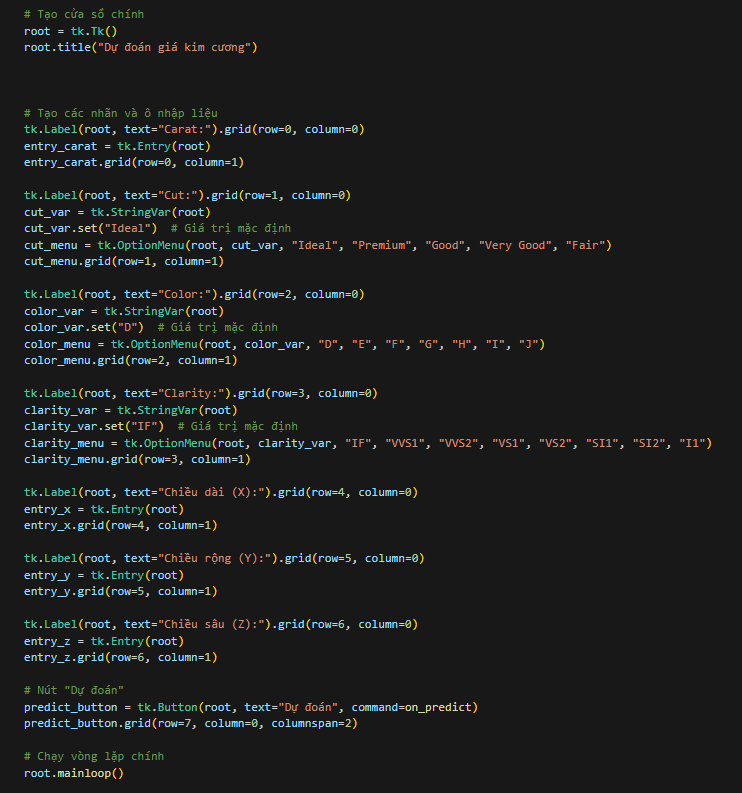 # Tạo cửa sổ chính
root = tk.Tk()
root.title("Dự đoán giá kim cương")
# Tạo các nhãn và ô nhập liệu
tk.Label(root, text="Carat:").grid(row=0, column=0)
entry_carat = tk.Entry(root)
entry_carat.grid(row=0, column=1)
tk.Label(root, text="Cut:").grid(row=1, column=0)
cut_var = tk.StringVar(root)
cut_var.set("Ideal")  # Giá trị mặc định
cut_menu = tk.OptionMenu(root, cut_var, "Ideal", "Premium", "Good", "Very Good", "Fair")
cut_menu.grid(row=1, column=1)
tk.Label(root, text="Color:").grid(row=2, column=0)
color_var = tk.StringVar(root)
color_var.set("D")  # Giá trị mặc định
color_menu = tk.OptionMenu(root, color_var, "D", "E", "F", "G", "H", "I", "J")
color_menu.grid(row=2, column=1)
tk.Label(root, text="Clarity:").grid(row=3, column=0)
clarity_var = tk.StringVar(root)
clarity_var.set("IF")  # Giá trị mặc định
clarity_menu = tk.OptionMenu(root, clarity_var, "IF", "VVS1", "VVS2", "VS1", "VS2", "SI1", "SI2", "I1")
clarity_menu.grid(row=3, column=1)
tk.Label(root, text="Chiều dài (X):").grid(row=4, column=0)
entry_x = tk.Entry(root)
entry_x.grid(row=4, column=1)
tk.Label(root, text="Chiều rộng (Y):").grid(row=5, column=0)
entry_y = tk.Entry(root)
entry_y.grid(row=5, column=1)
tk.Label(root, text="Chiều sâu (Z):").grid(row=6, column=0)
entry_z = tk.Entry(root)
entry_z.grid(row=6, column=1)
# Nút "Dự đoán"
predict_button = tk.Button(root, text="Dự đoán", command=on_predict)
predict_button.grid(row=7, column=0, columnspan=2)
# Chạy vòng lặp chính
root.mainloop()